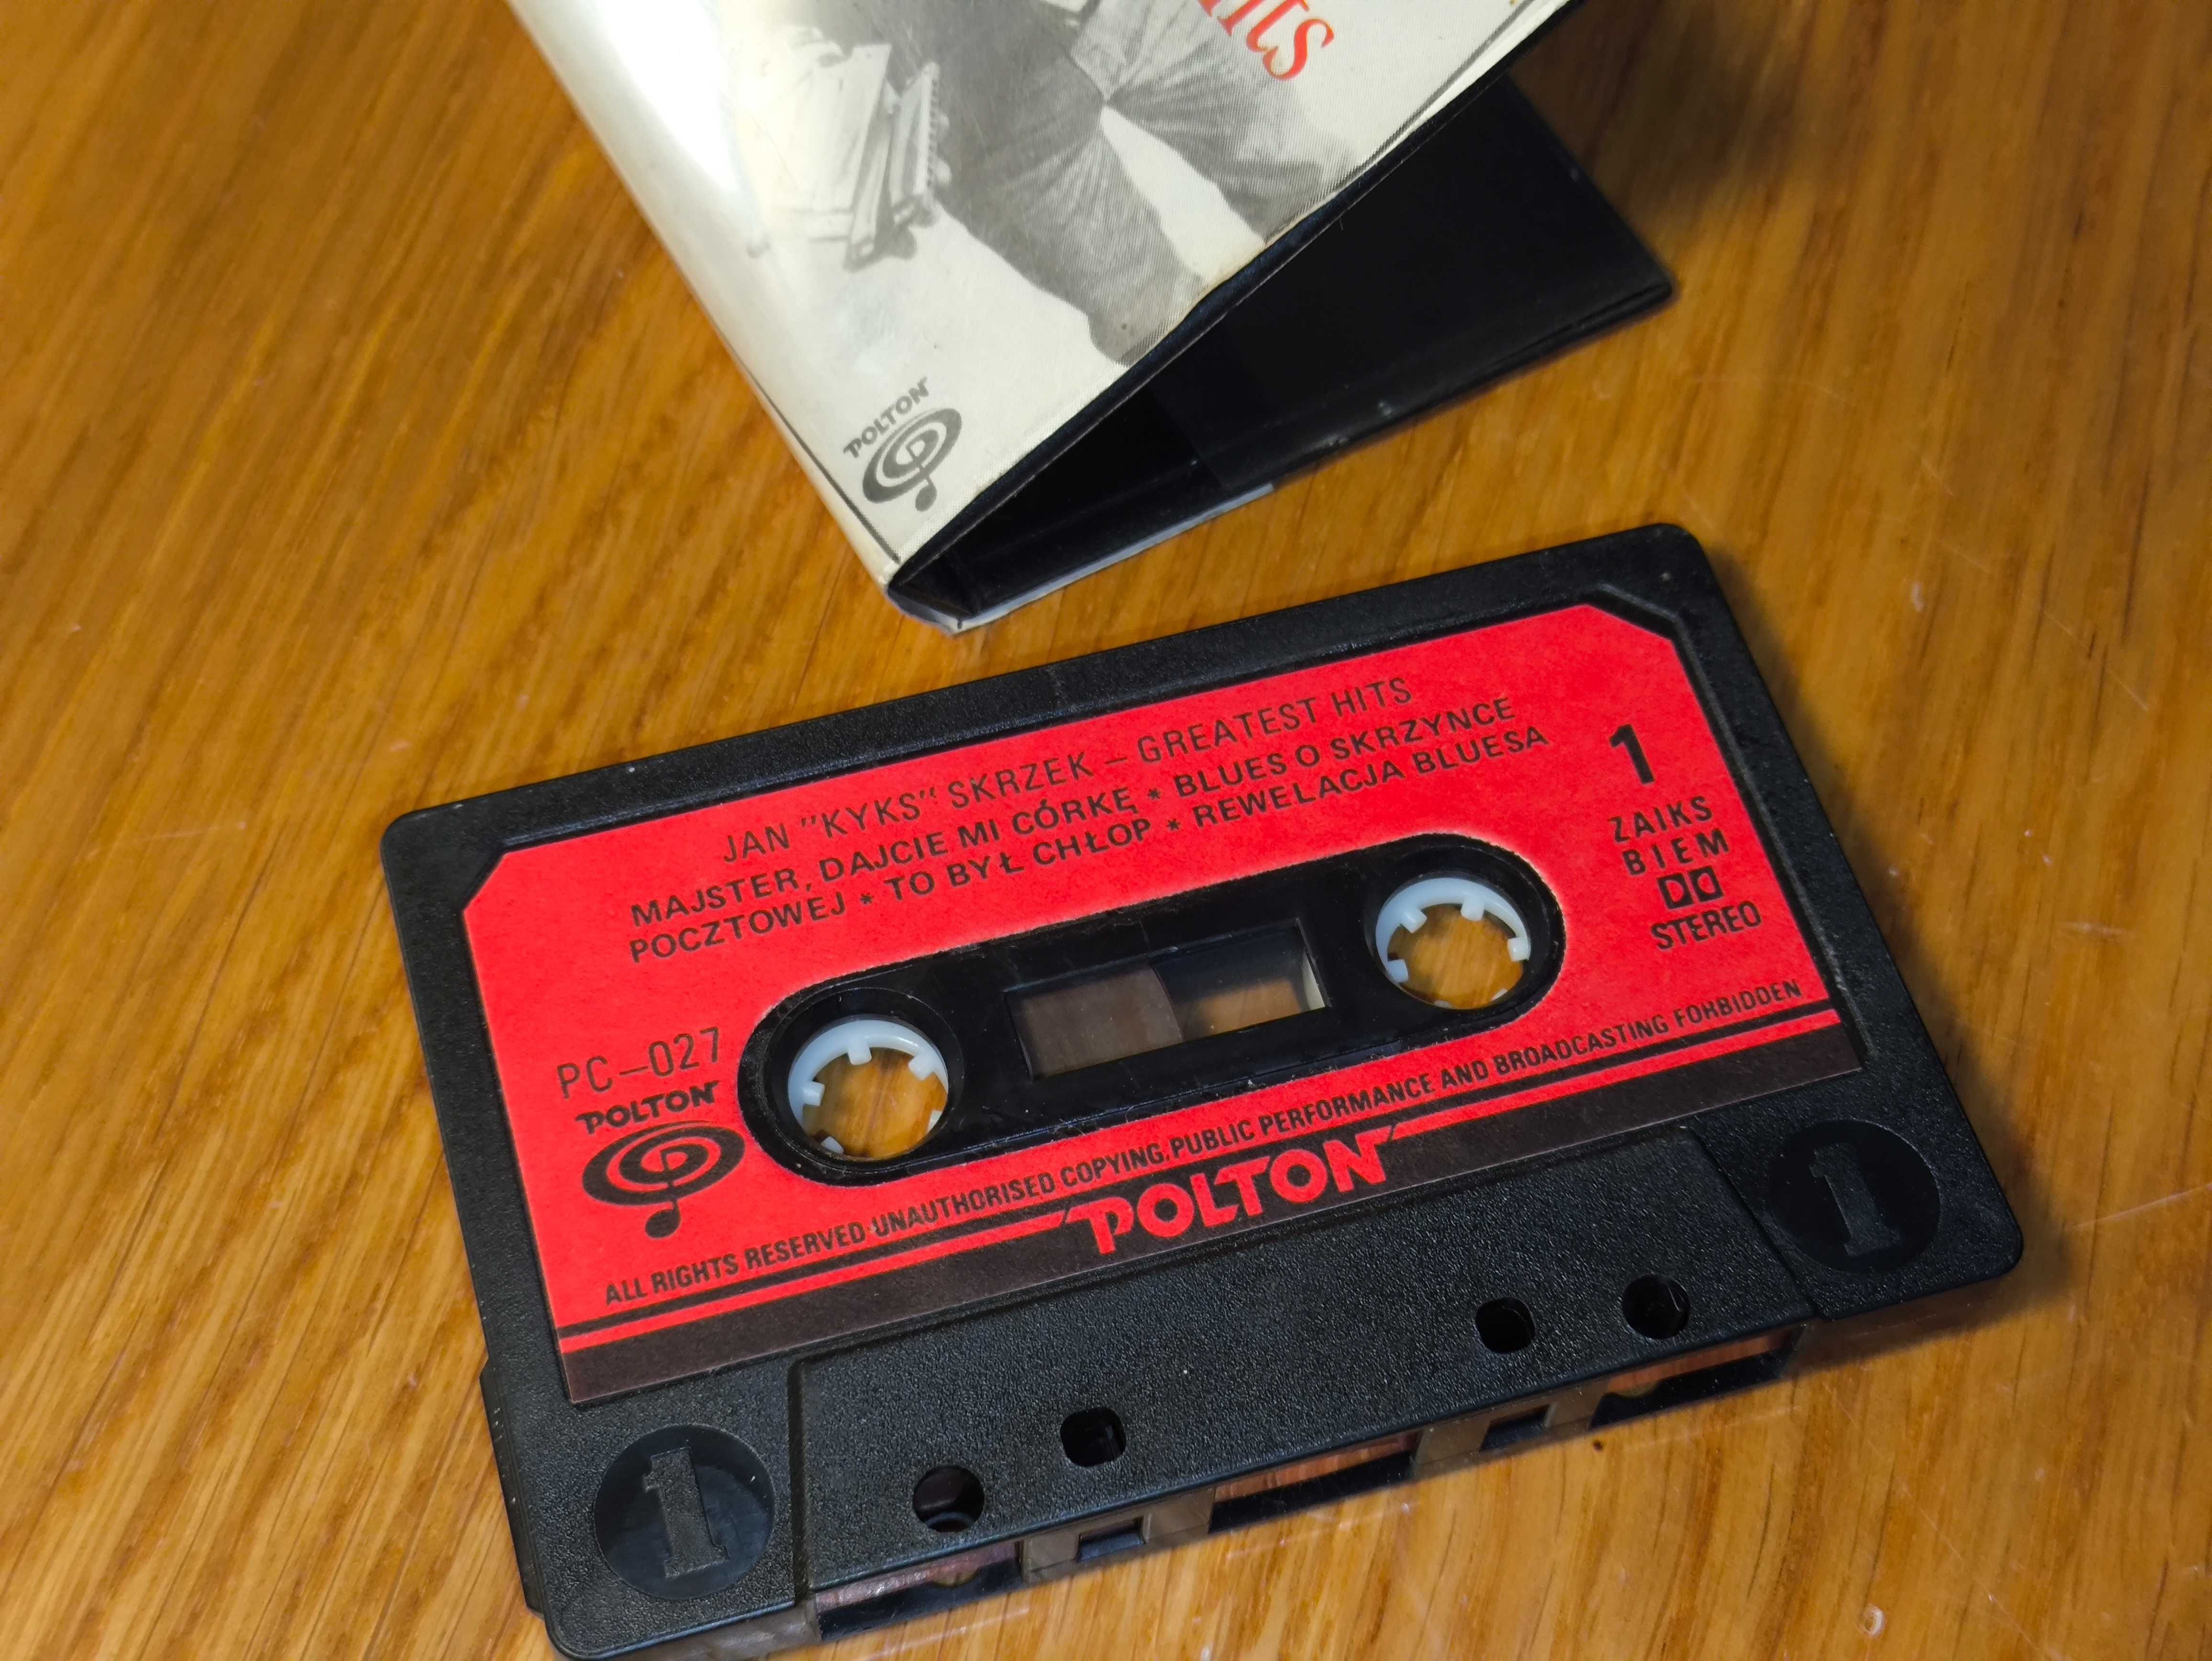 POLTON
JAN "KYKS" SKRZEK – GREATEST HITS
MAJSTER, DAJCIE MI CÓRKĘ * BLUES O SKRZYNCE
POCZTOWEJ * TO BYŁ CHŁOP * REWELACJA BLUESA
1
ZAIKS
BIEM
STEREO
PC–027
POLTON
ALL RIGHTS RESERVED·UNAUTHORISED COPYING,PUBLIC PERFORMANCE AND BROADCASTING FORBIDDEN
POLTON
1
1